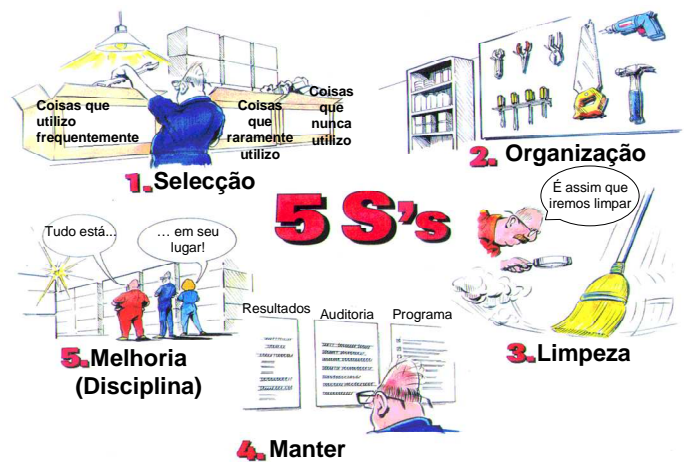 Coisas que
utilizo
frequentemente
Coisas
que
raramente
utilizo
Coisas
que
nunca
utilizo
1.Selecção
2. Organização
5 S's
É assim que
iremos limpar
3.Limpeza
Tudo está...
... em seu
lugar!
5.Melhoria
(Disciplina)
Resultados
Auditoria
Programa
4. Manter